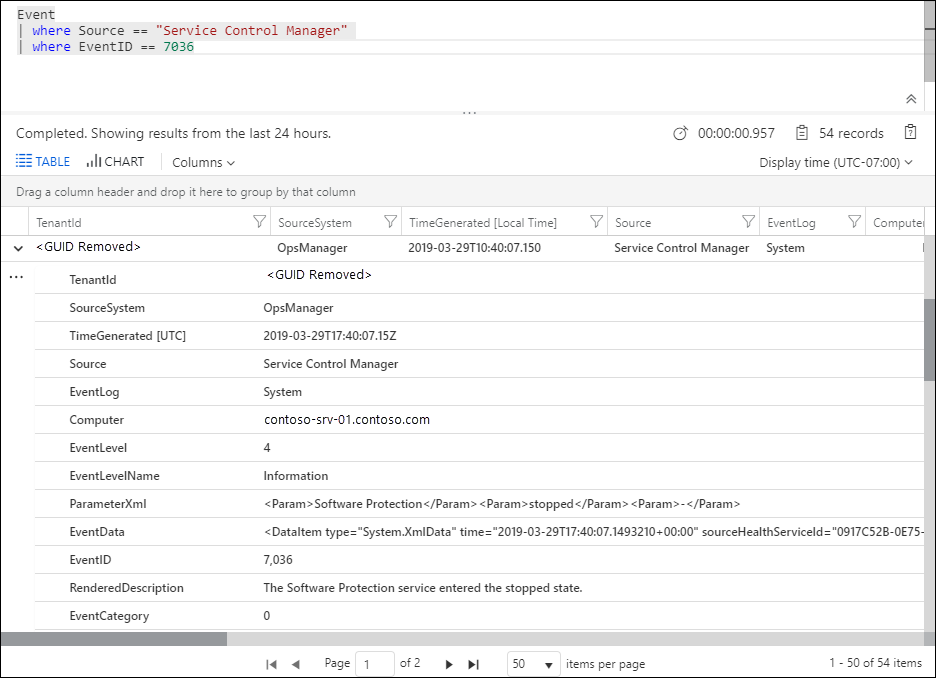 Event
| where Source == "Service Control Manager"
| where EventID == 7036
Completed. Showing results from the last 24 hours. 00:00:00.957 54 records
TABLE CHART Columns Display time (UTC-07:00)
Drag a column header and drop it here to group by that column
TenantId SourceSystem TimeGenerated [Local Time] Source EventLog Computer
<GUID Removed> OpsManager 2019-03-29T10:40:07.150 Service Control Manager System
TenantId <GUID Removed>
SourceSystem OpsManager
TimeGenerated [UTC] 2019-03-29T17:40:07.15Z
Source Service Control Manager
EventLog System
Computer contoso-srv-01.contoso.com
EventLevel 4
EventLevelName Information
ParameterXml <Param>Software Protection</Param><Param>stopped</Param><Param>-</Param>
EventData <DataItem type="System.XmlData" time="2019-03-29T17:40:07.1493210+00:00" sourceHealthServiceId="0917C52B-0E75-
EventID 7,036
RenderedDescription The Software Protection service entered the stopped state.
EventCategory 0
Page 1 of 2 50 items per page 1 - 50 of 54 items